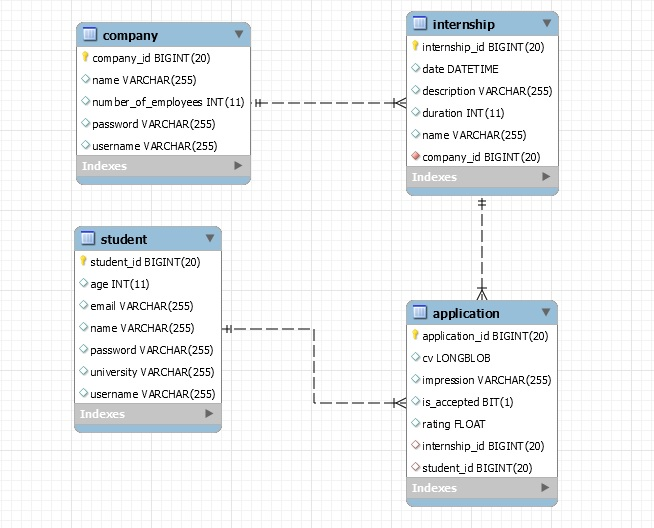 company
company_id BIGINT(20)
name VARCHAR(255)
number_of_employees INT(11)
password VARCHAR(255)
username VARCHAR(255)
Indexes
internship
internship_id BIGINT(20)
date DATETIME
description VARCHAR(255)
duration INT(11)
name VARCHAR(255)
company_id BIGINT(20)
Indexes
student
student_id BIGINT(20)
age INT(11)
email VARCHAR(255)
name VARCHAR(255)
password VARCHAR(255)
university VARCHAR(255)
username VARCHAR(255)
Indexes
application
application_id BIGINT(20)
cv LONGBLOB
impression VARCHAR(255)
is_accepted BIT(1)
rating FLOAT
internship_id BIGINT(20)
student_id BIGINT(20)
Indexes